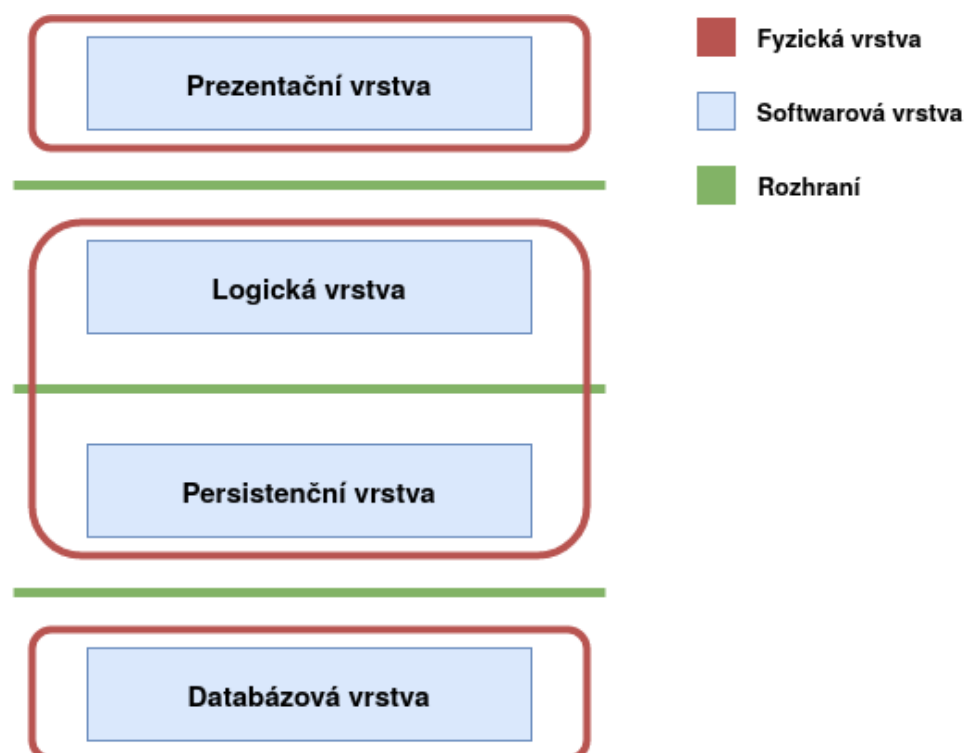 Prezentační vrstva
Logická vrstva
Persistenční vrstva
Databázová vrstva
Fyzická vrstva
Softwarová vrstva
Rozhraní